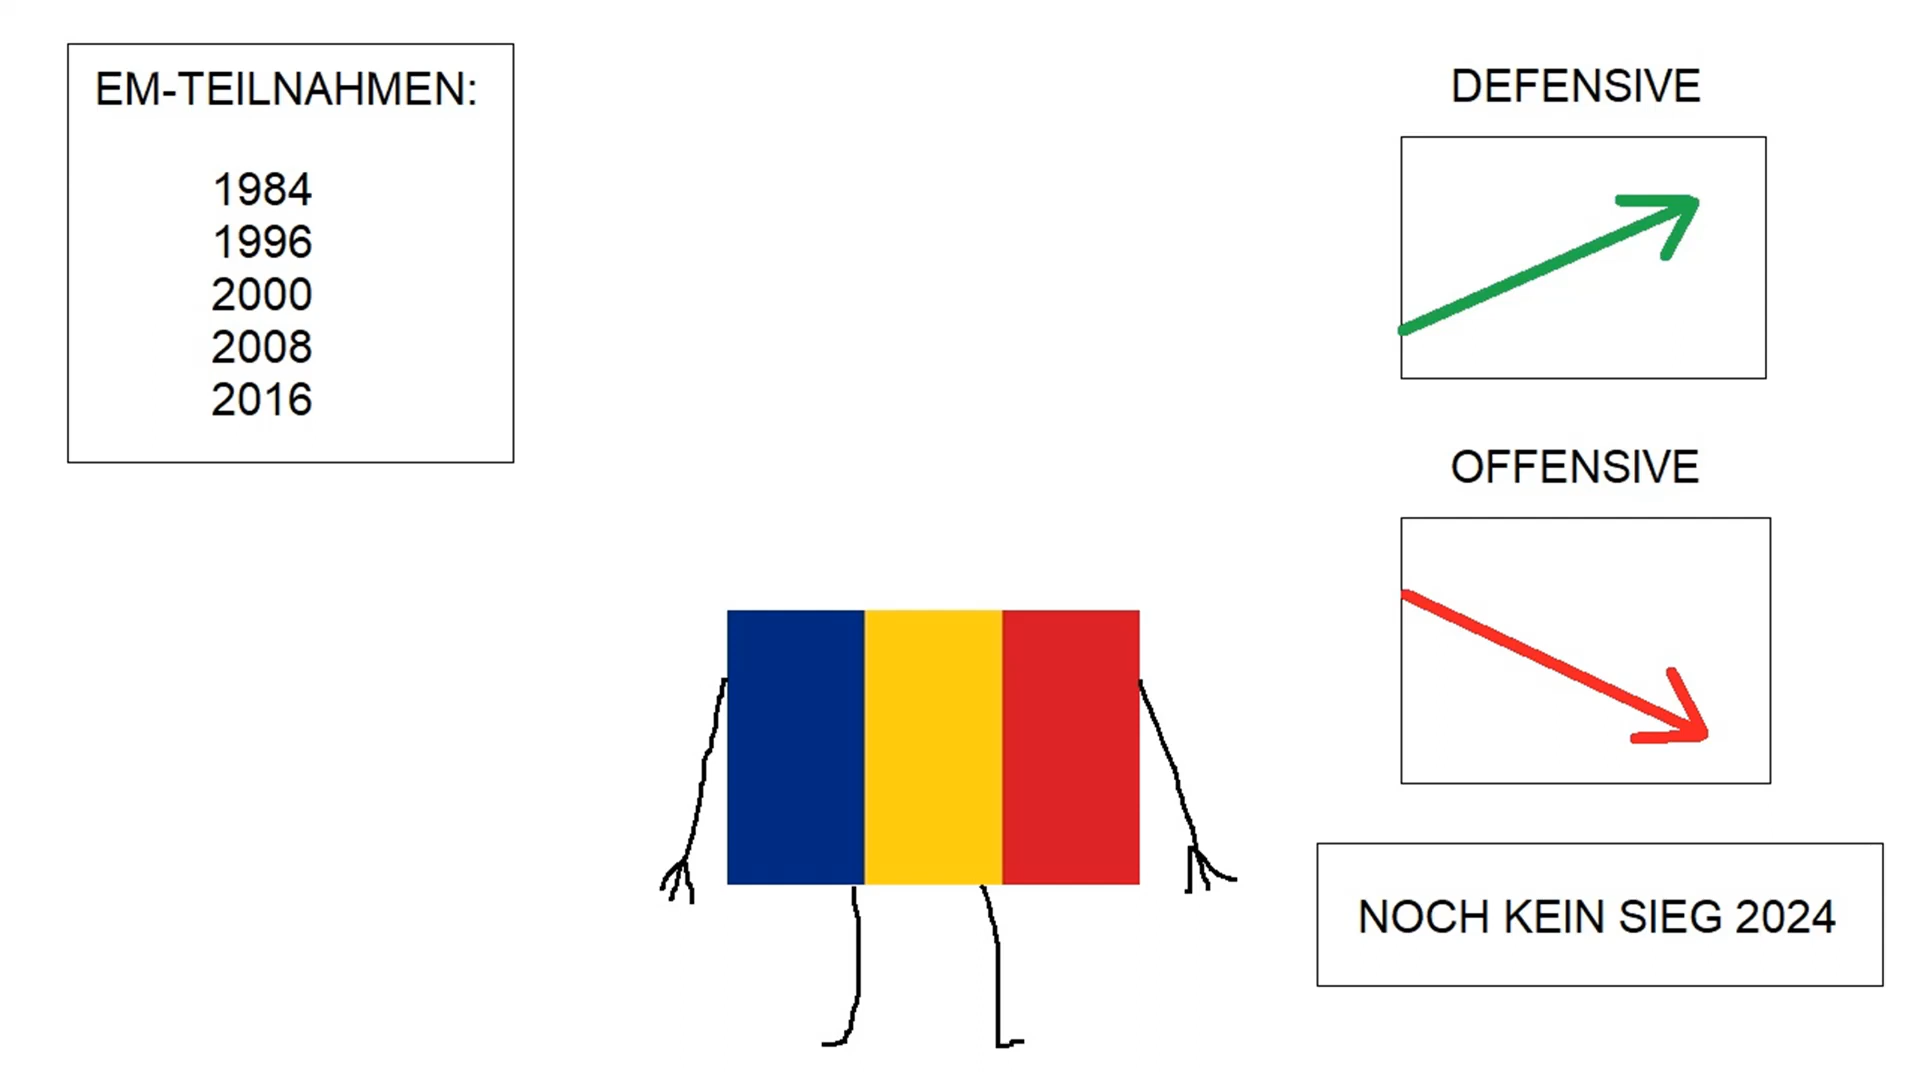 EM-TEILNAHMEN:
1984
1996
2000
2008
2016
DEFENSIVE
OFFENSIVE
NOCH KEIN SIEG 2024